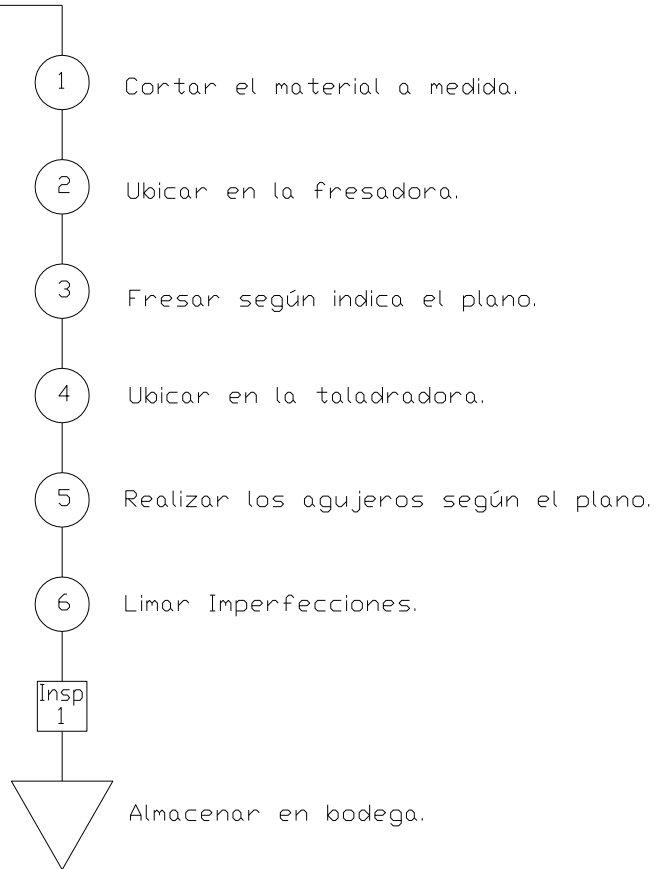 1 Cortar el material a medida.
2 Ubicar en la fresadora.
3 Fresar según indica el plano.
4 Ubicar en la taladradora.
5 Realizar los agujeros según el plano.
6 Limar Imperfecciones.
Insp
1
Almacenar en bodega.